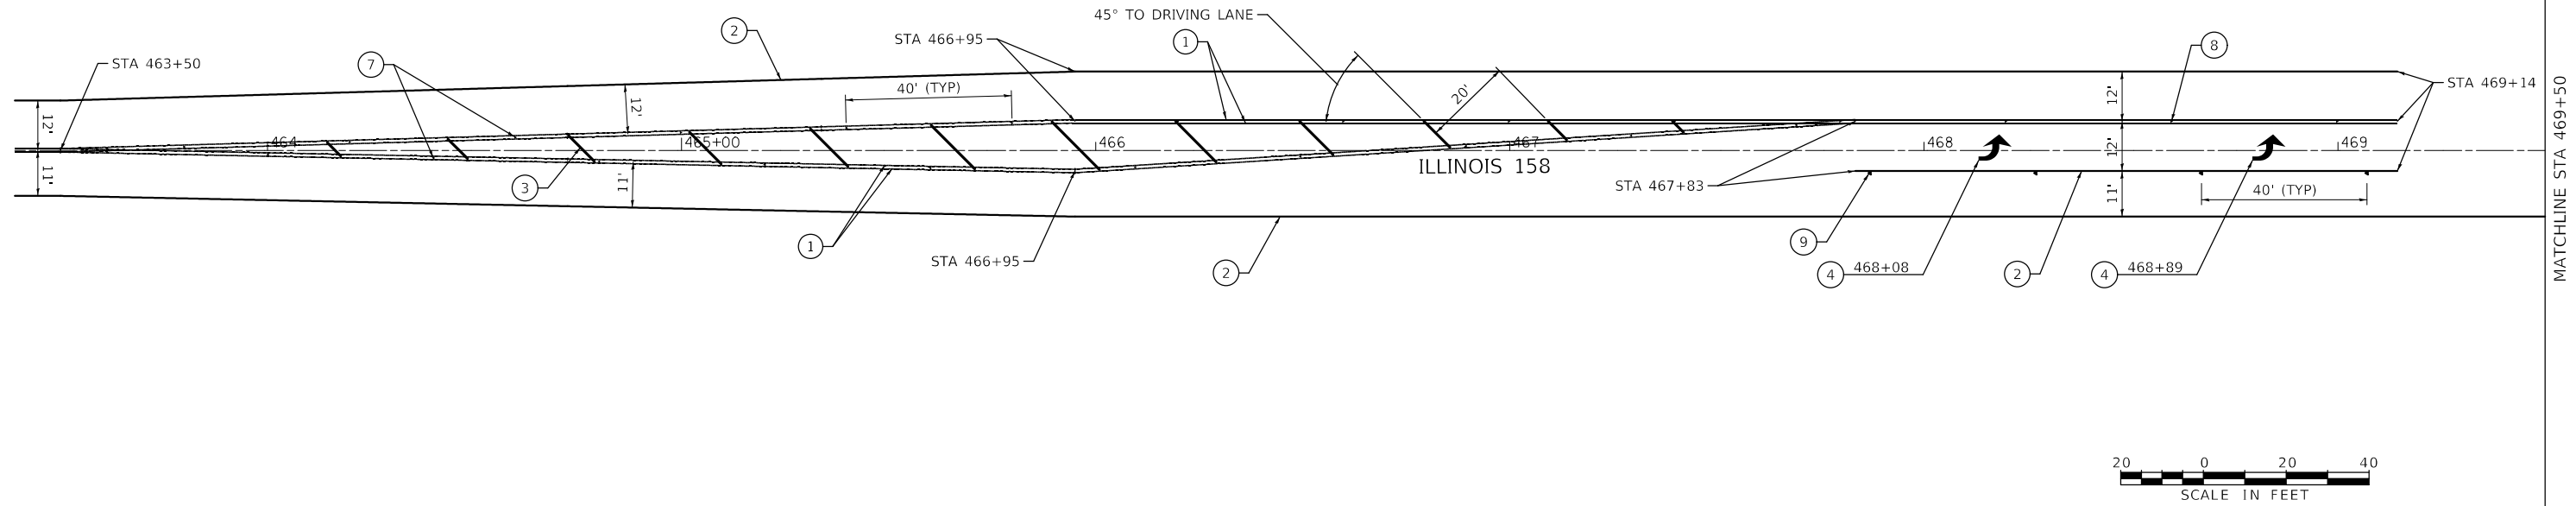 45° TO DRIVING LANE
2
STA 466+95
1
8
STA 463+50
7
STA 469+14
40' (TYP)
20'
12'
12'
12'
12'
464
465+00
466
467
468
469
ILLINOIS 158
11'
11'
11'
3
STA 467+83
40' (TYP)
1
STA 466+95
2
9
4
468+08
2
4
468+89
MATCHLINE STA 469+50
20 0 20 40
SCALE IN FEET